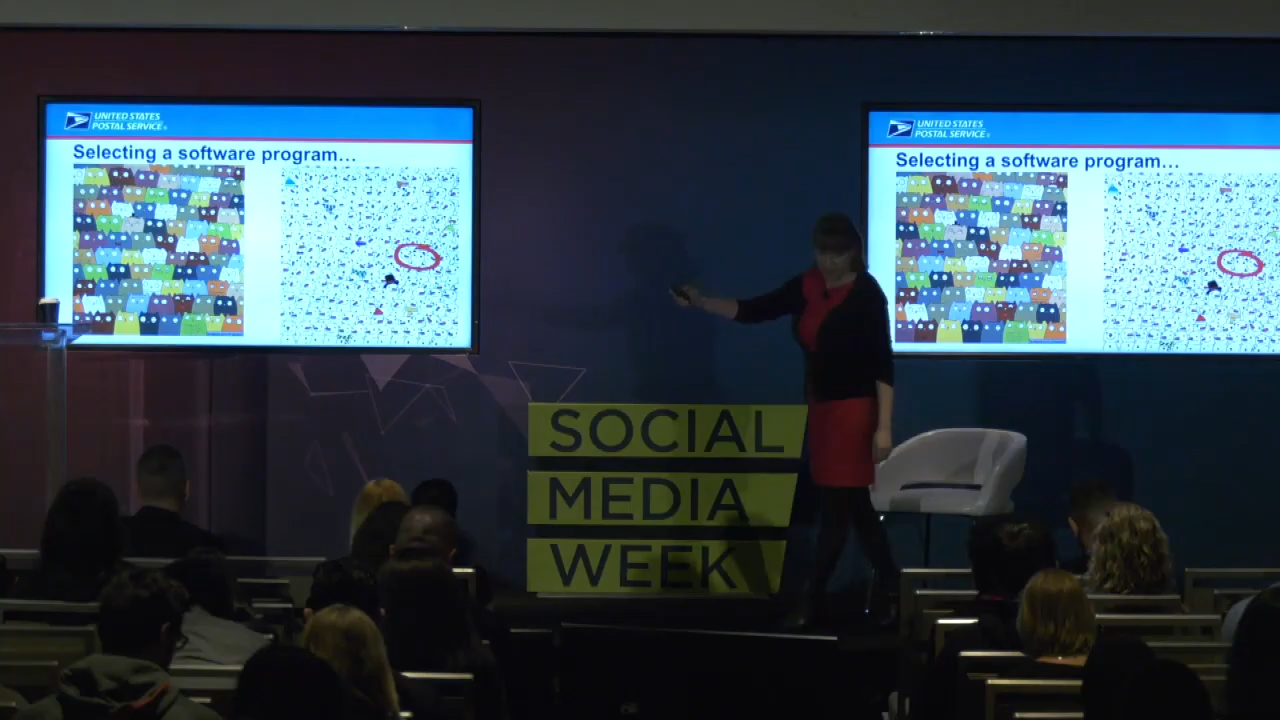 UNITED STATES
POSTAL SERVICE®
Selecting a software program...
UNITED STATES
POSTAL SERVICE®
Selecting a software program...
SOCIAL
MEDIA
WEEK